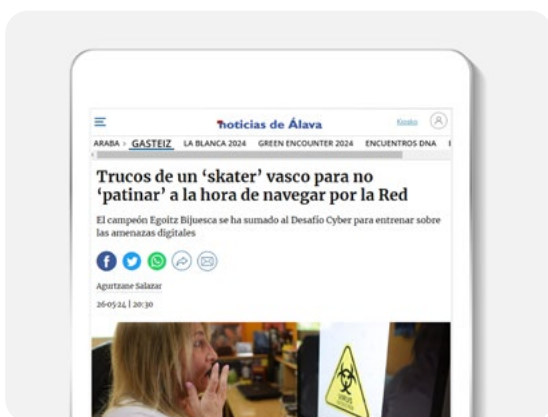 noticias de Álava
Kirolko
ARABA > GASTEIZ LA BLANCA 2024 GREEN ENCOUNTER 2024 ENCUENTROS DNA
Trucos de un ‘skater’ vasco para no
‘patinar’ a la hora de navegar por la Red
El campeón Egoitz Bijuesca se ha sumado al Desafío Cyber para entrenar sobre
las amenazas digitales
Agurtzane Salazar
26·05·24 | 20:30
VIRUS